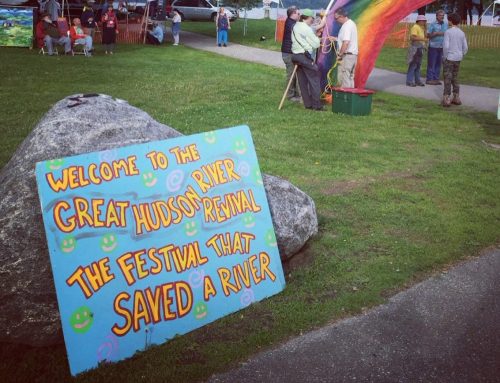 WELCOME TO THE
GREAT HUDSON RIVER
REVIVAL
THE FESTIVAL THAT
SAVED A RIVER